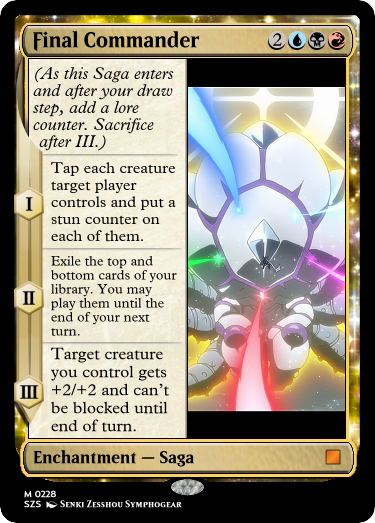 Final Commander
2
(As this Saga enters
and after your draw
step, add a lore
counter. Sacrifice
after III.)
I
Tap each creature
target player
controls and put a
stun counter on
each of them.
II
Exile the top and
bottom cards of your
library. You may
play them until the
end of your next
turn.
III
Target creature
you control gets
+2/+2 and can't
be blocked until
end of turn.
Enchantment — Saga
M 0228
SZS Senki Zesshou Symphogear